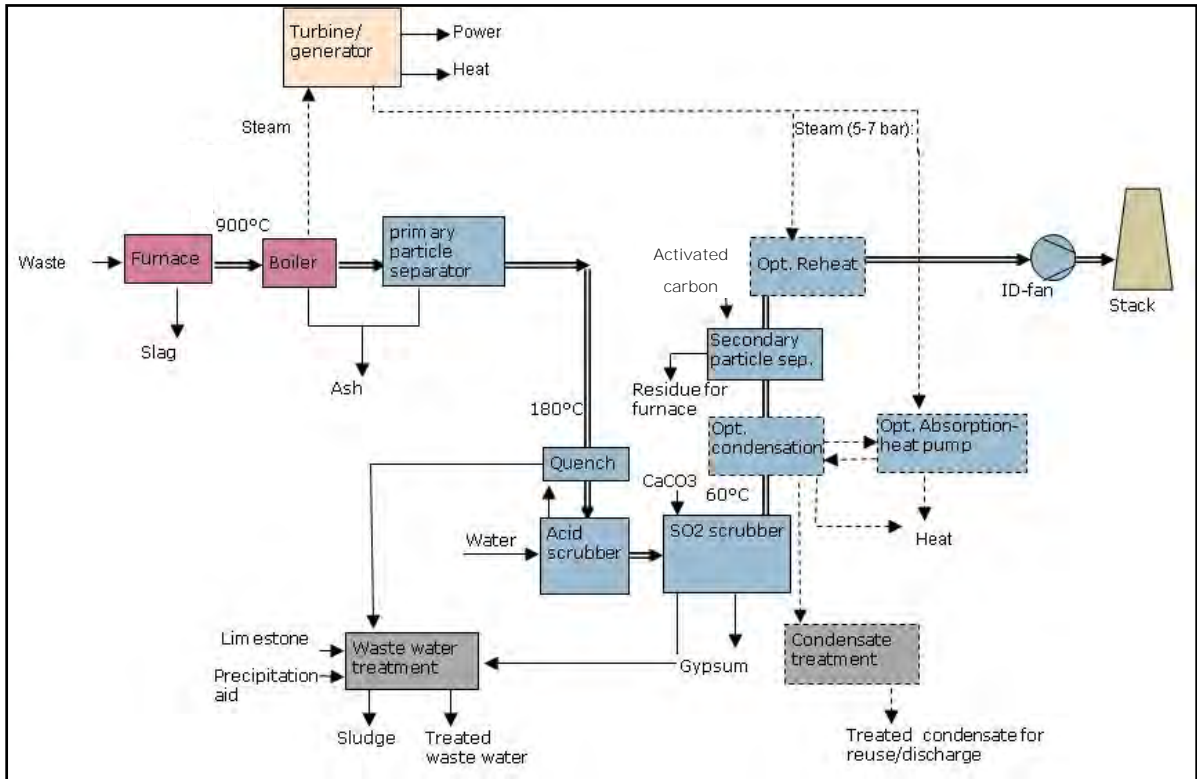 Turbine/
generator
Power
Heat
Steam
Steam (5-7 bar):
Waste
Furnace
900°C
Boiler
primary
particle
separator
Slag
Ash
180°C
Quench
Water
Acid
scrubber
CaCO3
60°C
SO2 scrubber
Activated
carbon
Secondary
particle sep.
Residue for
furnace
Opt.
condensation
Opt. Reheat
Opt. Absorption-
heat pump
Heat
ID-fan
Stack
Limestone
Precipitation
aid
Waste water
treatment
Sludge
Treated
waste water
Gypsum
Condensate
treatment
Treated condensate for
reuse/discharge